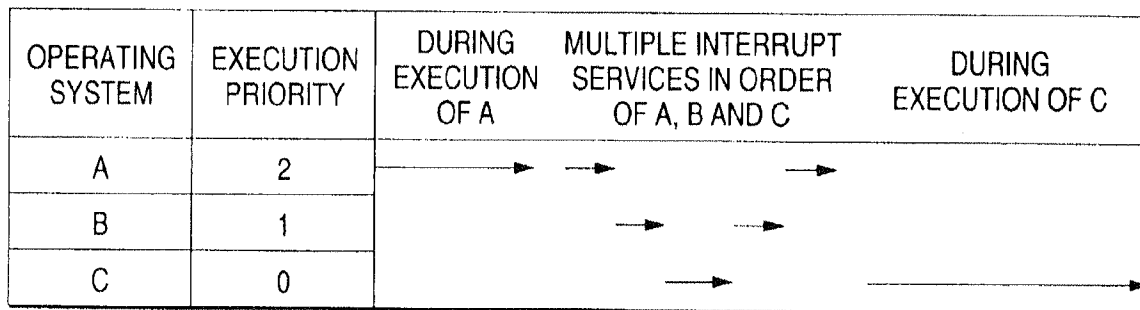 OPERATING
SYSTEM
EXECUTION
PRIORITY
DURING
EXECUTION
OF A
MULTIPLE INTERRUPT
SERVICES IN ORDER
OF A, B AND C
DURING
EXECUTION OF C
A
2
B
1
C
0